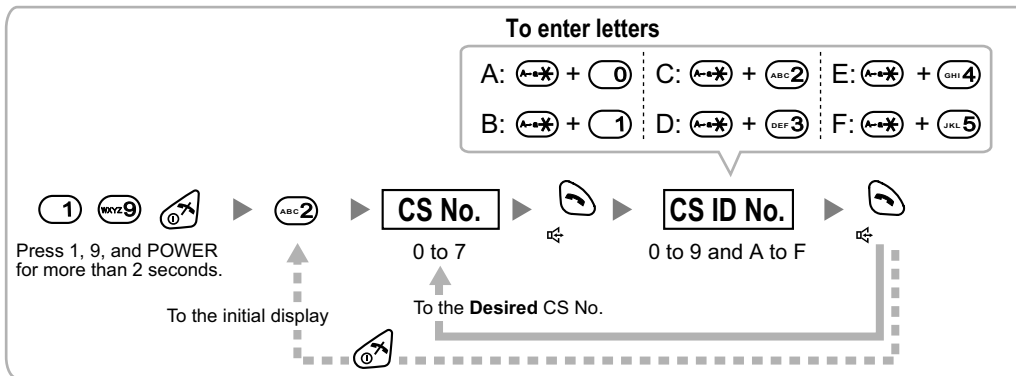 To enter letters
A: A→a✱ + 0 C: A→a✱ + ABC2 E: A→a✱ + GHI4
B: A→a✱ + 1 D: A→a✱ + DEF3 F: A→a✱ + JKL5
1 WXYZ9 ABC2 CS No. CS ID No.
Press 1, 9, and POWER
for more than 2 seconds.
0 to 7
0 to 9 and A to F
To the initial display
To the Desired CS No.